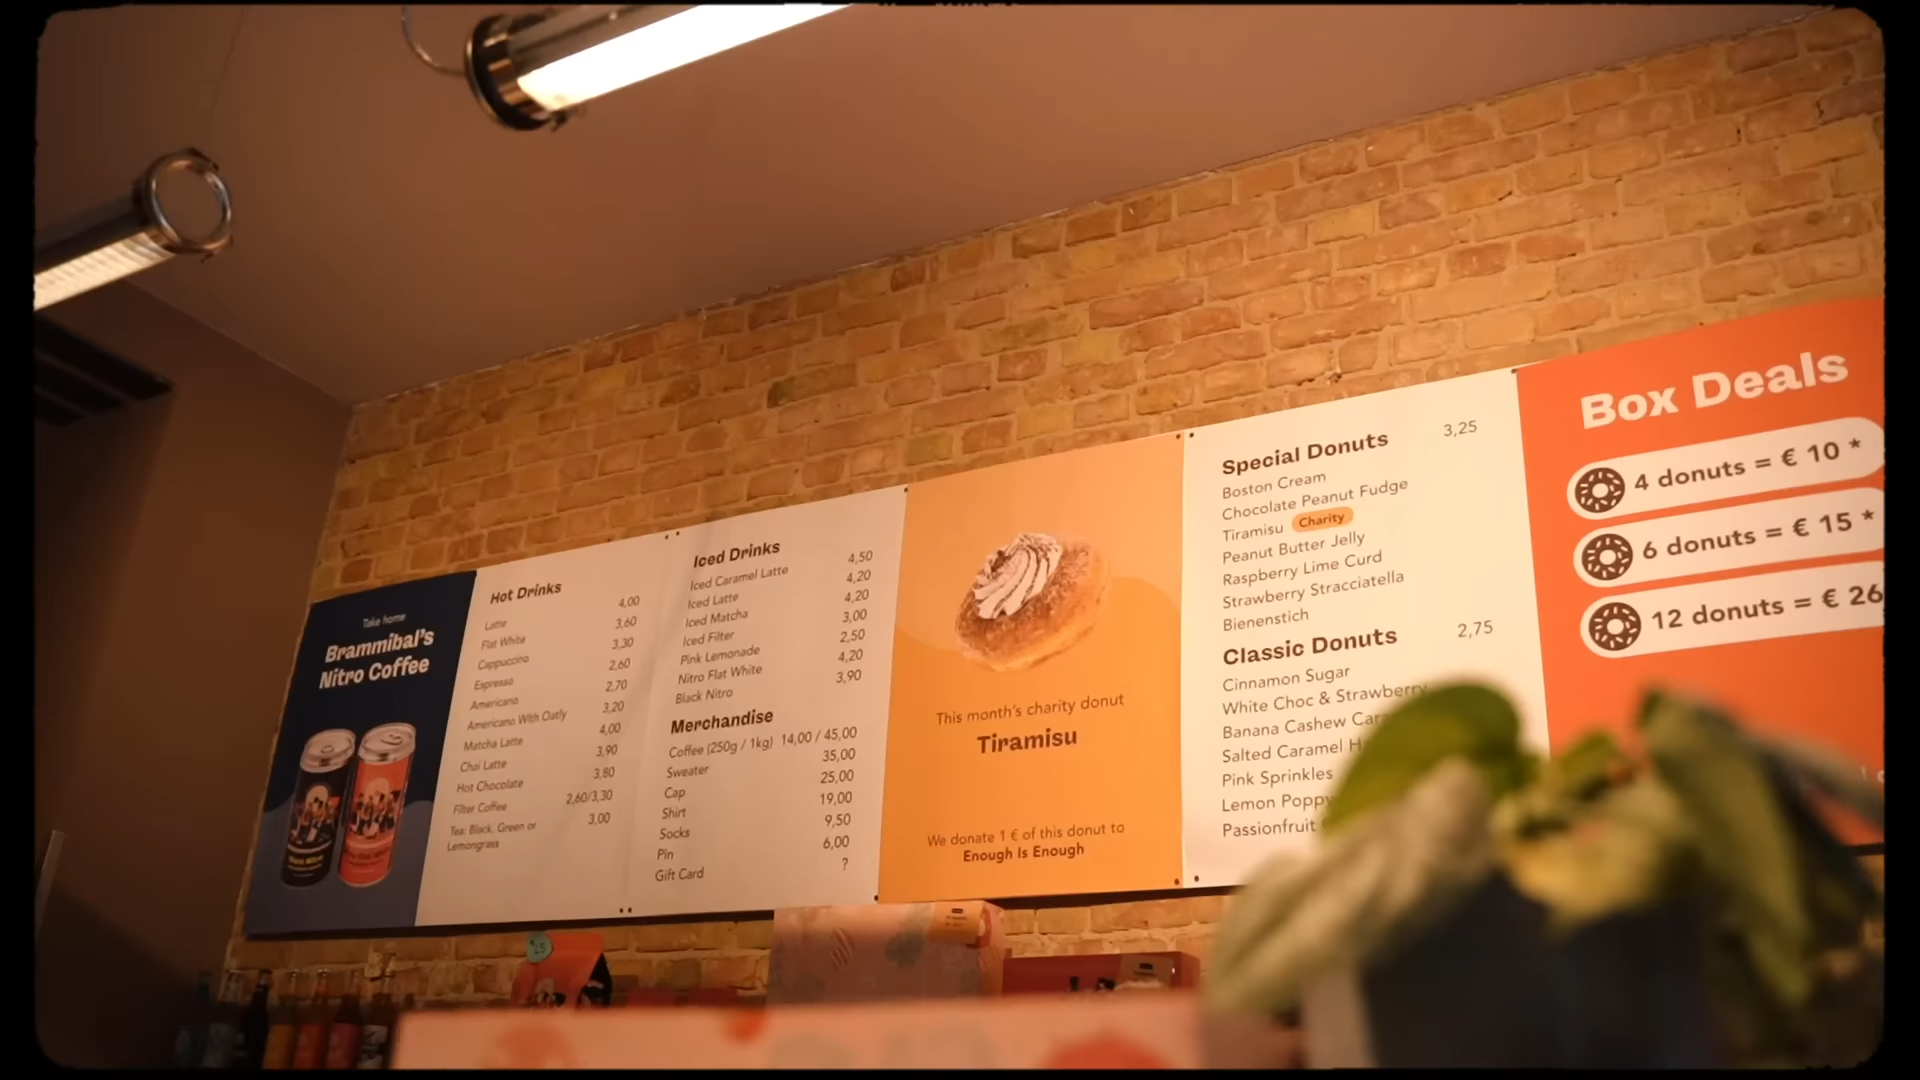 Take home
Brammibal's
Nitro Coffee
Hot Drinks
Latte 4,00
Flat White 3,60
Cappuccino 3,30
Espresso 2,60
Americano 2,70
Americano With Oatly 3,20
Matcha Latte 4,00
Chai Latte 3,90
Hot Chocolate 3,80
Filter Coffee 2,60/3,30
Tea: Black, Green or 3,00
Lemongrass
Iced Drinks
Iced Caramel Latte 4,50
Iced Latte 4,20
Iced Matcha 4,20
Iced Filter 3,00
Pink Lemonade 2,50
Nitro Flat White 4,20
Black Nitro 3,90
Merchandise
Coffee (250g / 1kg) 14,00 / 45,00
Sweater 35,00
Cap 25,00
Shirt 19,00
Socks 9,50
Pin 6,00
Gift Card ?
This month's charity donut
Tiramisu
We donate 1 € of this donut to
Enough Is Enough
Special Donuts 3,25
Boston Cream
Chocolate Peanut Fudge
Tiramisu Charity
Peanut Butter Jelly
Raspberry Lime Curd
Strawberry Stracciatella
Bienenstich
Classic Donuts 2,75
Cinnamon Sugar
White Choc & Strawberry
Banana Cashew
Salted Caramel
Pink Sprinkles
Lemon
Passionfruit
Box Deals
4 donuts = € 10 *
6 donuts = € 15 *
12 donuts = € 26